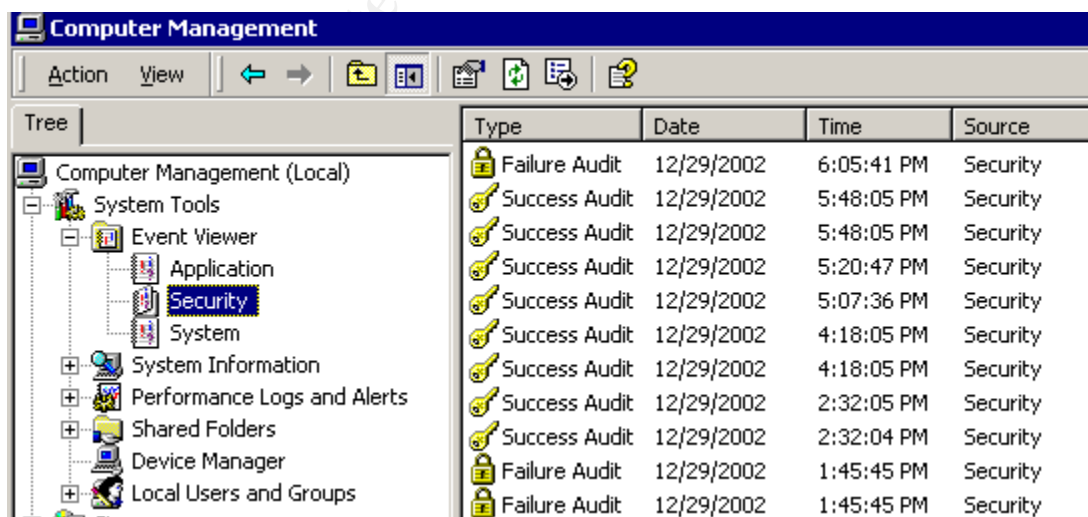 Computer Management
Action View
Tree
Computer Management (Local)
System Tools
Event Viewer
Application
Security
System
System Information
Performance Logs and Alerts
Shared Folders
Device Manager
Local Users and Groups
Type Date Time Source
Failure Audit 12/29/2002 6:05:41 PM Security
Success Audit 12/29/2002 5:48:05 PM Security
Success Audit 12/29/2002 5:48:05 PM Security
Success Audit 12/29/2002 5:20:47 PM Security
Success Audit 12/29/2002 5:07:36 PM Security
Success Audit 12/29/2002 4:18:05 PM Security
Success Audit 12/29/2002 4:18:05 PM Security
Success Audit 12/29/2002 2:32:05 PM Security
Success Audit 12/29/2002 2:32:04 PM Security
Failure Audit 12/29/2002 1:45:45 PM Security
Failure Audit 12/29/2002 1:45:45 PM Security